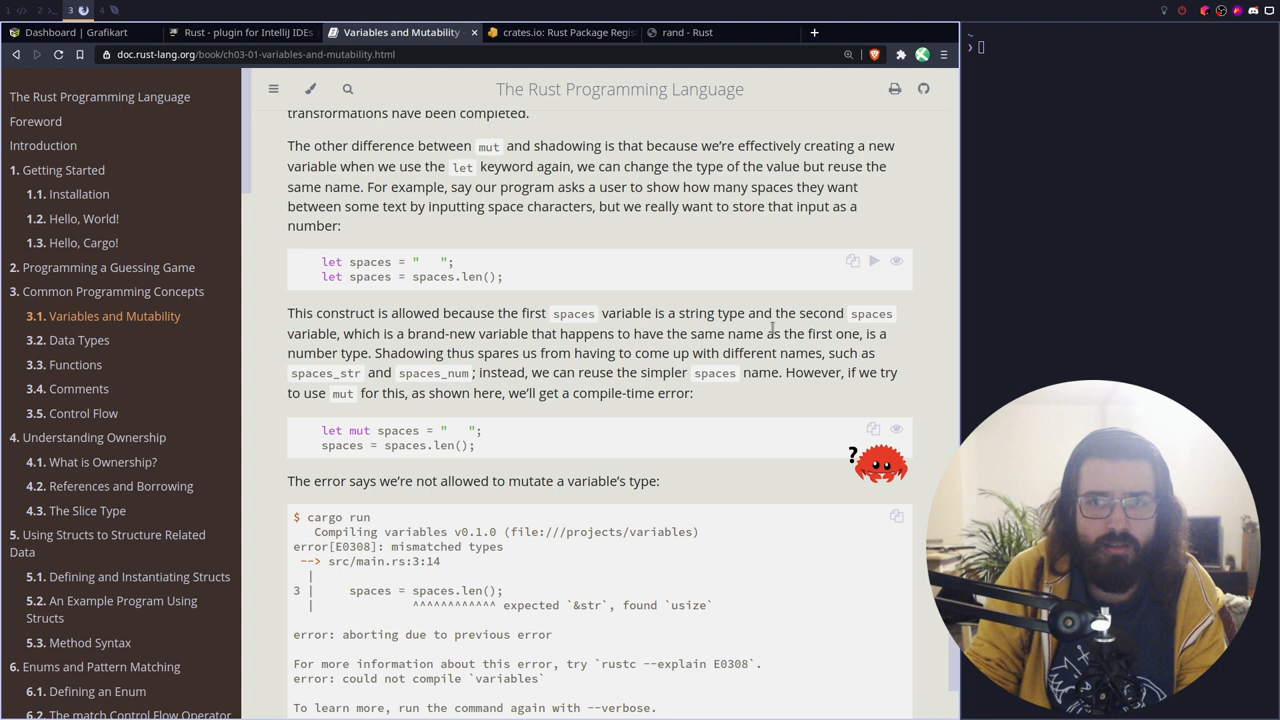 1 </> 2 >_ 3 4
Dashboard | Grafikart
Rust - plugin for IntelliJ IDEs
Variables and Mutability -
crates.io: Rust Package Regis
rand - Rust
doc.rust-lang.org/book/ch03-01-variables-and-mutability.html
~
❯
The Rust Programming Language
Foreword
Introduction
1. Getting Started
1.1. Installation
1.2. Hello, World!
1.3. Hello, Cargo!
2. Programming a Guessing Game
3. Common Programming Concepts
3.1. Variables and Mutability
3.2. Data Types
3.3. Functions
3.4. Comments
3.5. Control Flow
4. Understanding Ownership
4.1. What is Ownership?
4.2. References and Borrowing
4.3. The Slice Type
5. Using Structs to Structure Related
Data
5.1. Defining and Instantiating Structs
5.2. An Example Program Using
Structs
5.3. Method Syntax
6. Enums and Pattern Matching
6.1. Defining an Enum
6.2. The match Control Flow Operator
The Rust Programming Language
transformations have been completed.
The other difference between mut and shadowing is that because we’re effectively creating a new
variable when we use the let keyword again, we can change the type of the value but reuse the
same name. For example, say our program asks a user to show how many spaces they want
between some text by inputting space characters, but we really want to store that input as a
number:
let spaces = "   ";
let spaces = spaces.len();
This construct is allowed because the first spaces variable is a string type and the second spaces
variable, which is a brand-new variable that happens to have the same name as the first one, is a
number type. Shadowing thus spares us from having to come up with different names, such as
spaces_str and spaces_num; instead, we can reuse the simpler spaces name. However, if we try
to use mut for this, as shown here, we’ll get a compile-time error:
let mut spaces = "   ";
spaces = spaces.len();
?
The error says we’re not allowed to mutate a variable’s type:
$ cargo run
Compiling variables v0.1.0 (file:///projects/variables)
error[E0308]: mismatched types
--> src/main.rs:3:14
|
3 |     spaces = spaces.len();
|              ^^^^^^^^^^^^ expected `&str`, found `usize`
error: aborting due to previous error
For more information about this error, try `rustc --explain E0308`.
error: could not compile `variables`
To learn more, run the command again with --verbose.